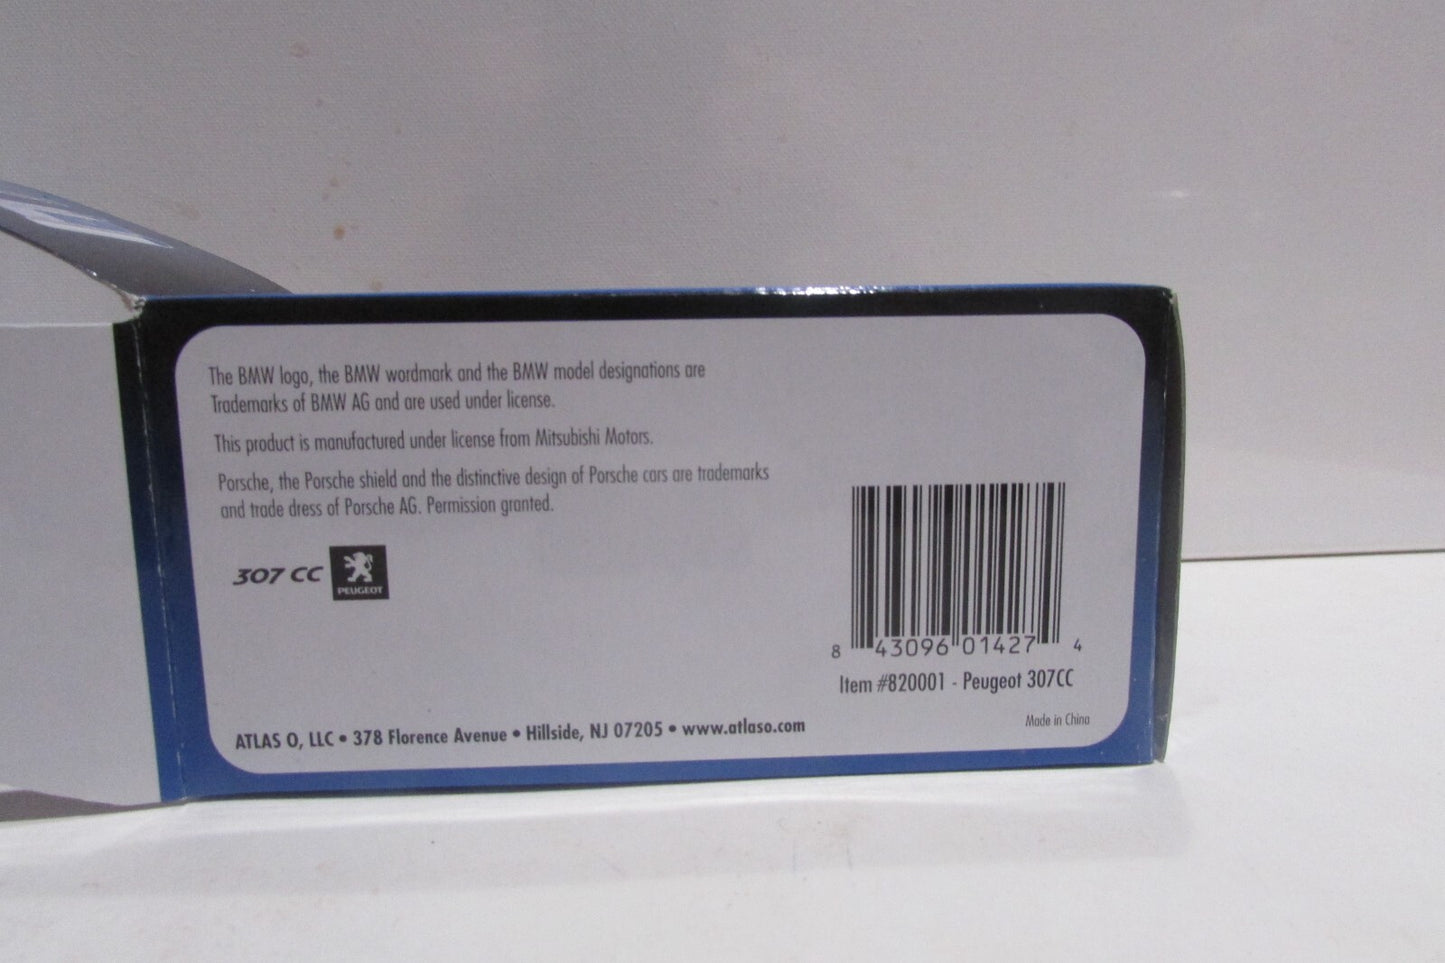 The BMW logo, the BMW wordmark and the BMW model designations are
Trademarks of BMW AG and are used under license.
This product is manufactured under license from Mitsubishi Motors.
Porsche, the Porsche shield and the distinctive design of Porsche cars are trademarks
and trade dress of Porsche AG. Permission granted.
307 CC
PEUGEOT
8 43096 01427 4
Item #820001 - Peugeot 307CC
Made in China
ATLAS O, LLC • 378 Florence Avenue • Hillside, NJ 07205 • www.atlaso.com